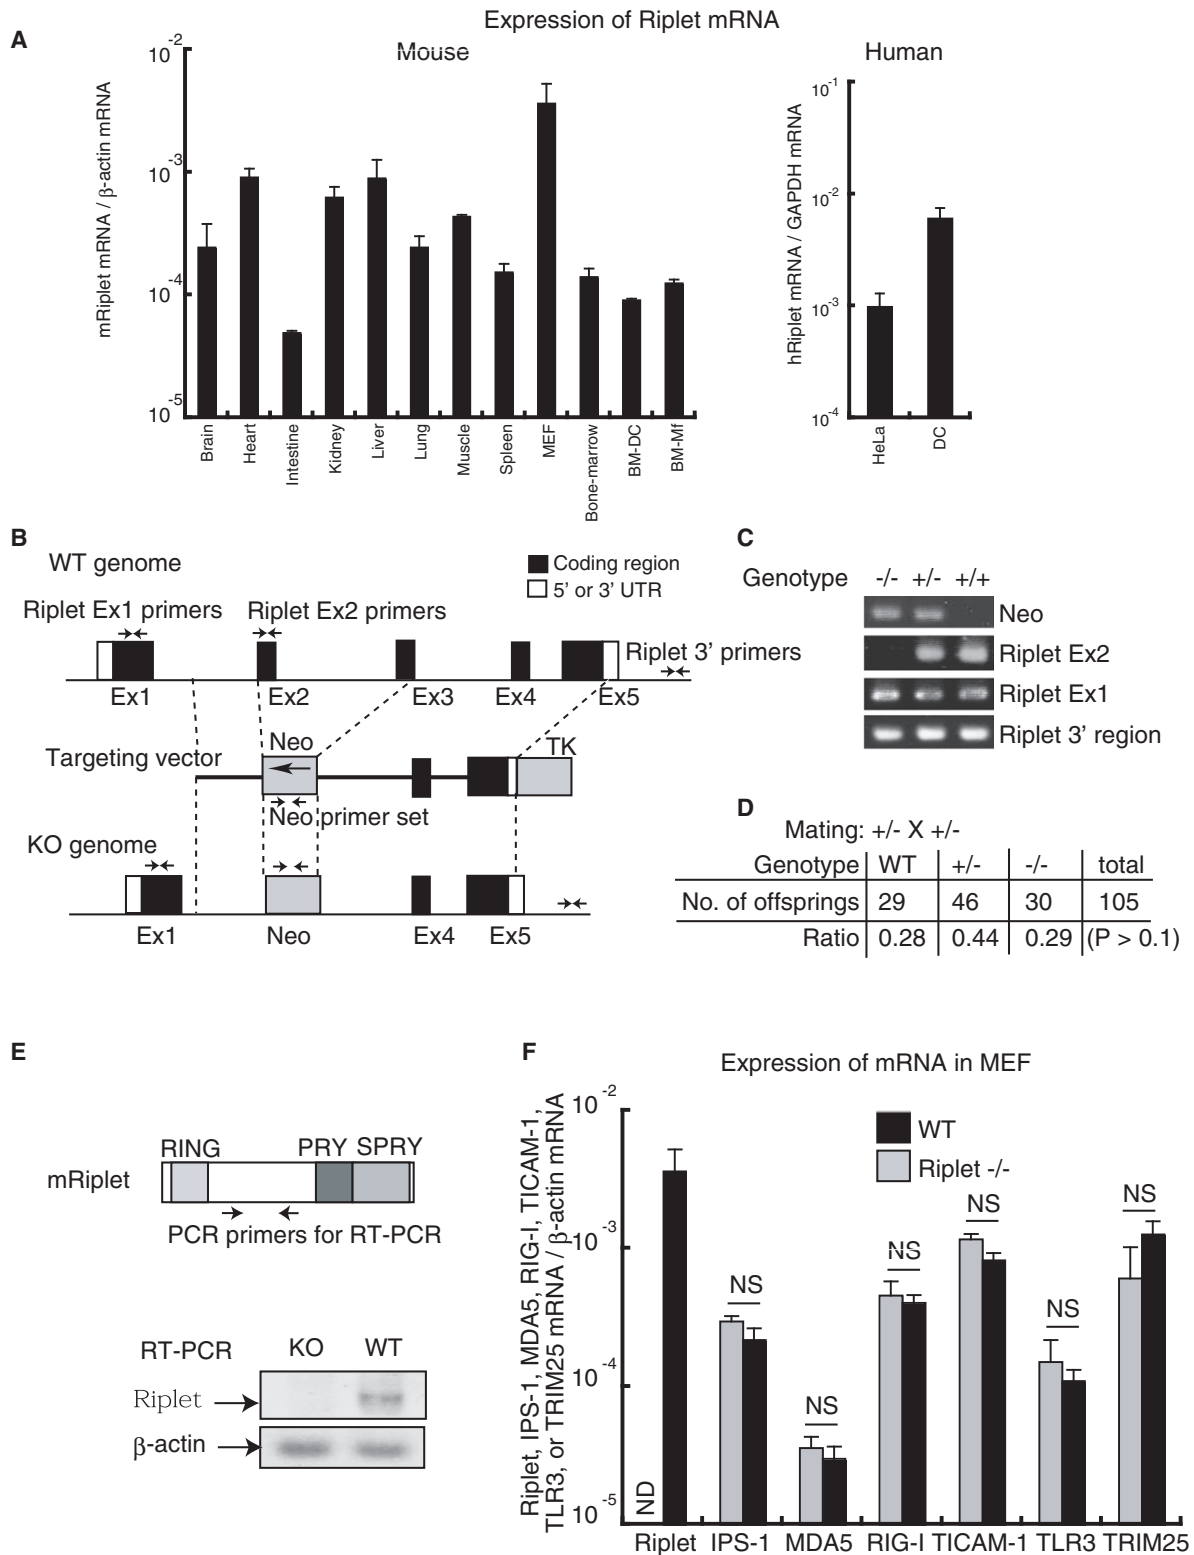 Expression of Riplet mRNA
A
Mouse
Human
mRiplet mRNA / β-actin mRNA
10-2
10-3
10-4
10-5
Brain
Heart
Intestine
Kidney
Liver
Lung
Muscle
Spleen
MEF
Bone-marrow
BM-DC
BM-Mf
hRiplet mRNA / GAPDH mRNA
10-1
10-2
10-3
10-4
HeLa
DC
B
WT genome
Coding region
5’ or 3’ UTR
Riplet Ex1 primers
Riplet Ex2 primers
Riplet 3’ primers
Ex1
Ex2
Ex3
Ex4
Ex5
Targeting vector
Neo
TK
Neo primer set
KO genome
Ex1
Neo
Ex4
Ex5
C
Genotype -/- +/- +/+
Neo
Riplet Ex2
Riplet Ex1
Riplet 3’ region
D
Mating: +/- X +/-
Genotype WT +/- -/- total
No. of offsprings 29 46 30 105
Ratio 0.28 0.44 0.29 (P > 0.1)
E
RING PRY SPRY
mRiplet
PCR primers for RT-PCR
RT-PCR KO WT
Riplet
β-actin
F
Expression of mRNA in MEF
Riplet, IPS-1, MDA5, RIG-I, TICAM-1,
TLR3, or TRIM25 mRNA / β-actin mRNA
10-2
10-3
10-4
10-5
WT
Riplet -/-
ND
NS
NS
NS
NS
NS
NS
Riplet IPS-1 MDA5 RIG-I TICAM-1 TLR3 TRIM25